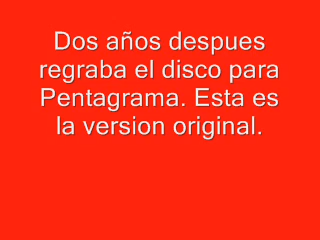 Dos años despues
regraba el disco para
Pentagrama. Esta es
la version original.